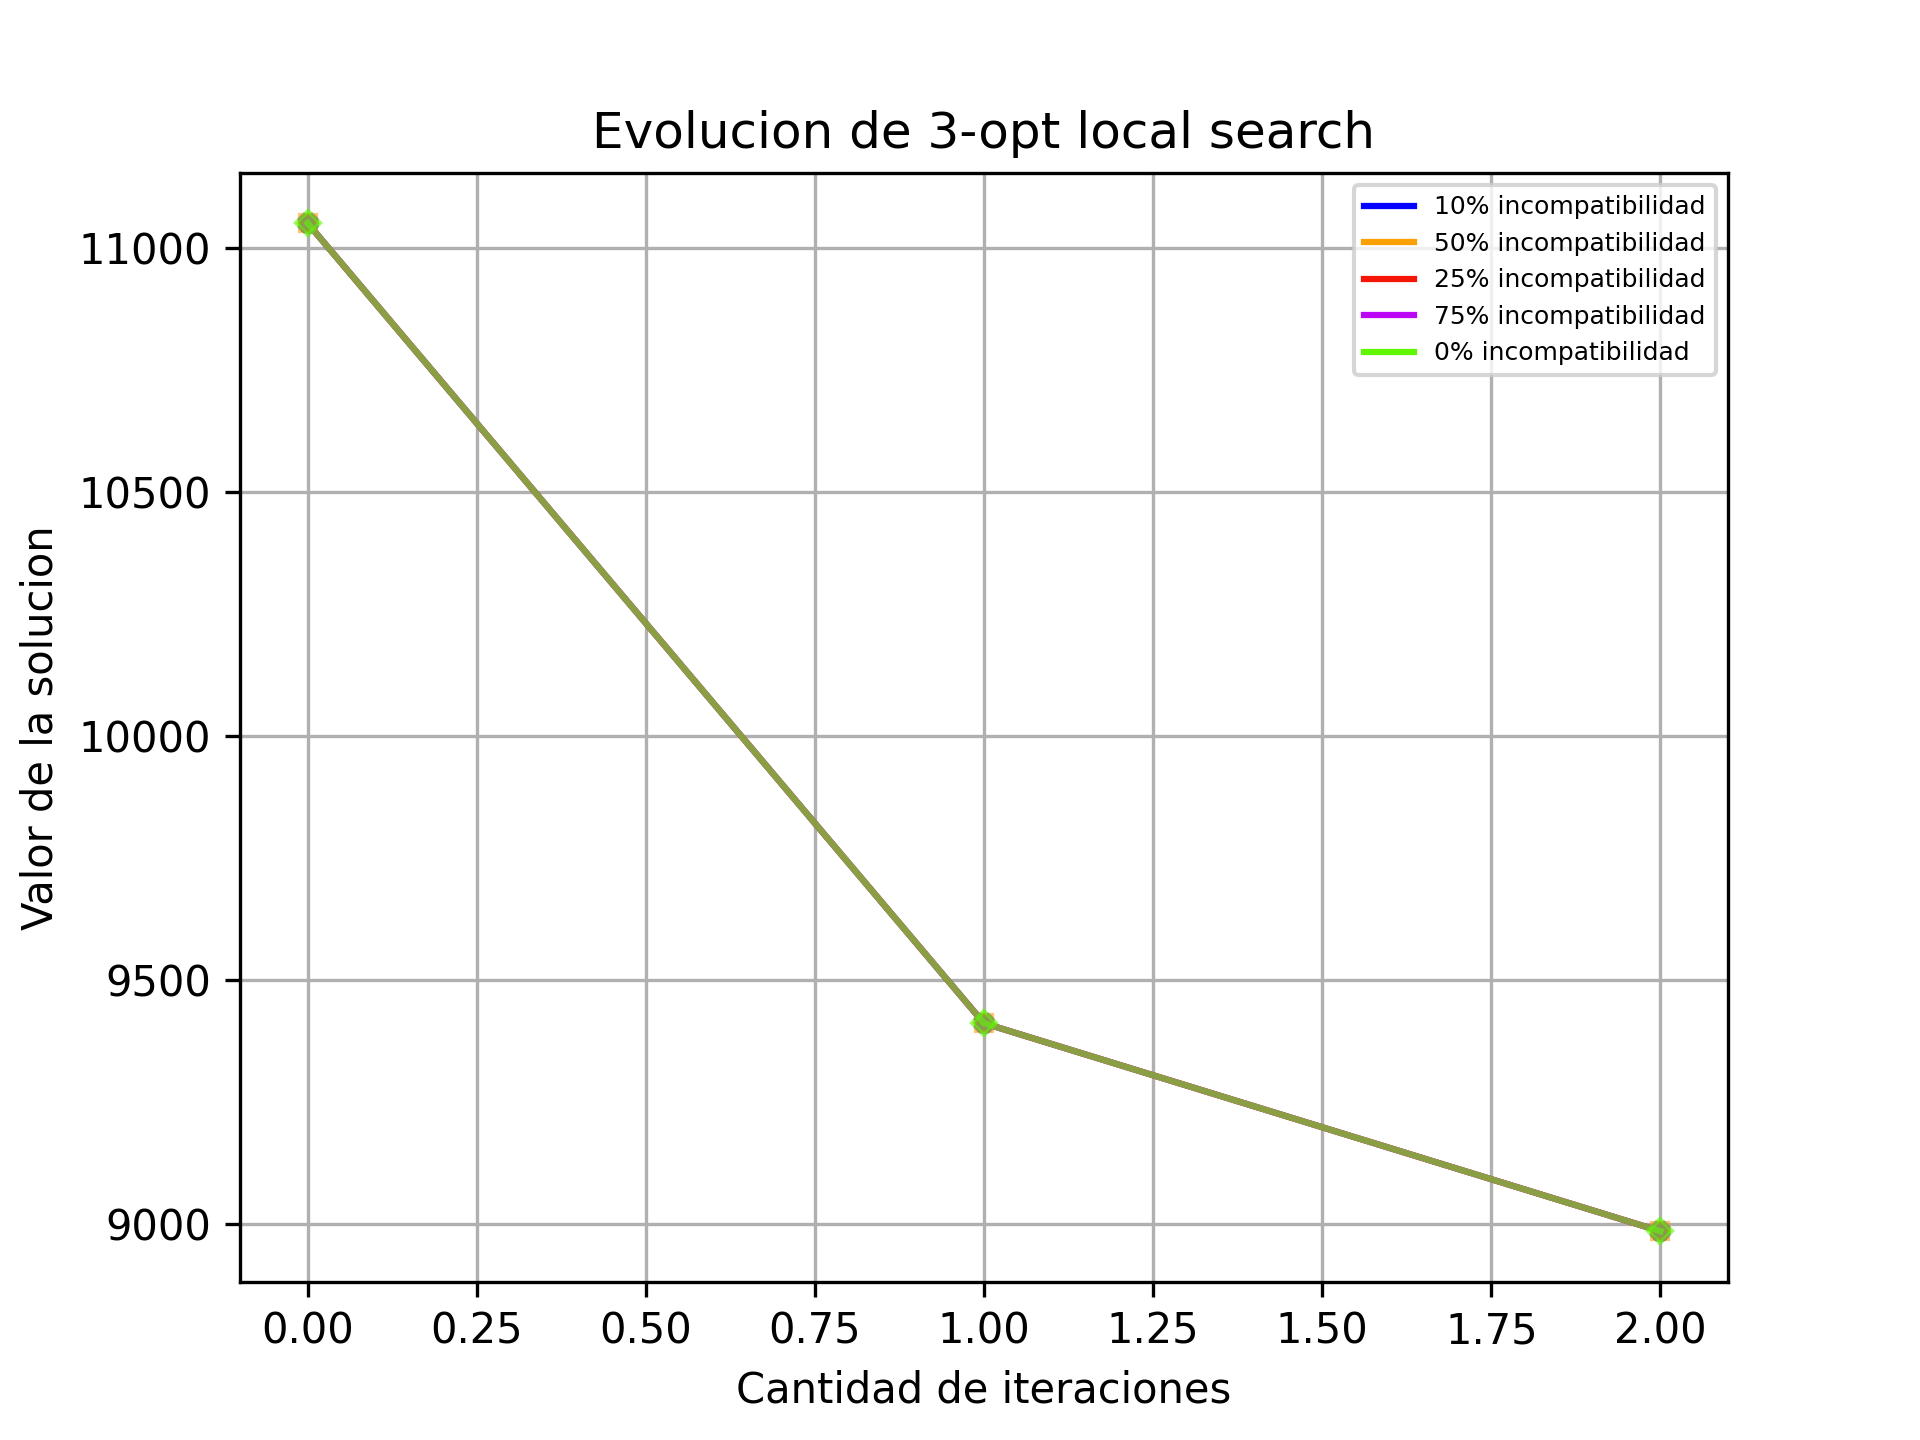 Evolucion de 3-opt local search
10% incompatibilidad
50% incompatibilidad
25% incompatibilidad
75% incompatibilidad
0% incompatibilidad
Valor de la solucion
11000
10500
10000
9500
9000
0.00 0.25 0.50 0.75 1.00 1.25 1.50 1.75 2.00
Cantidad de iteraciones